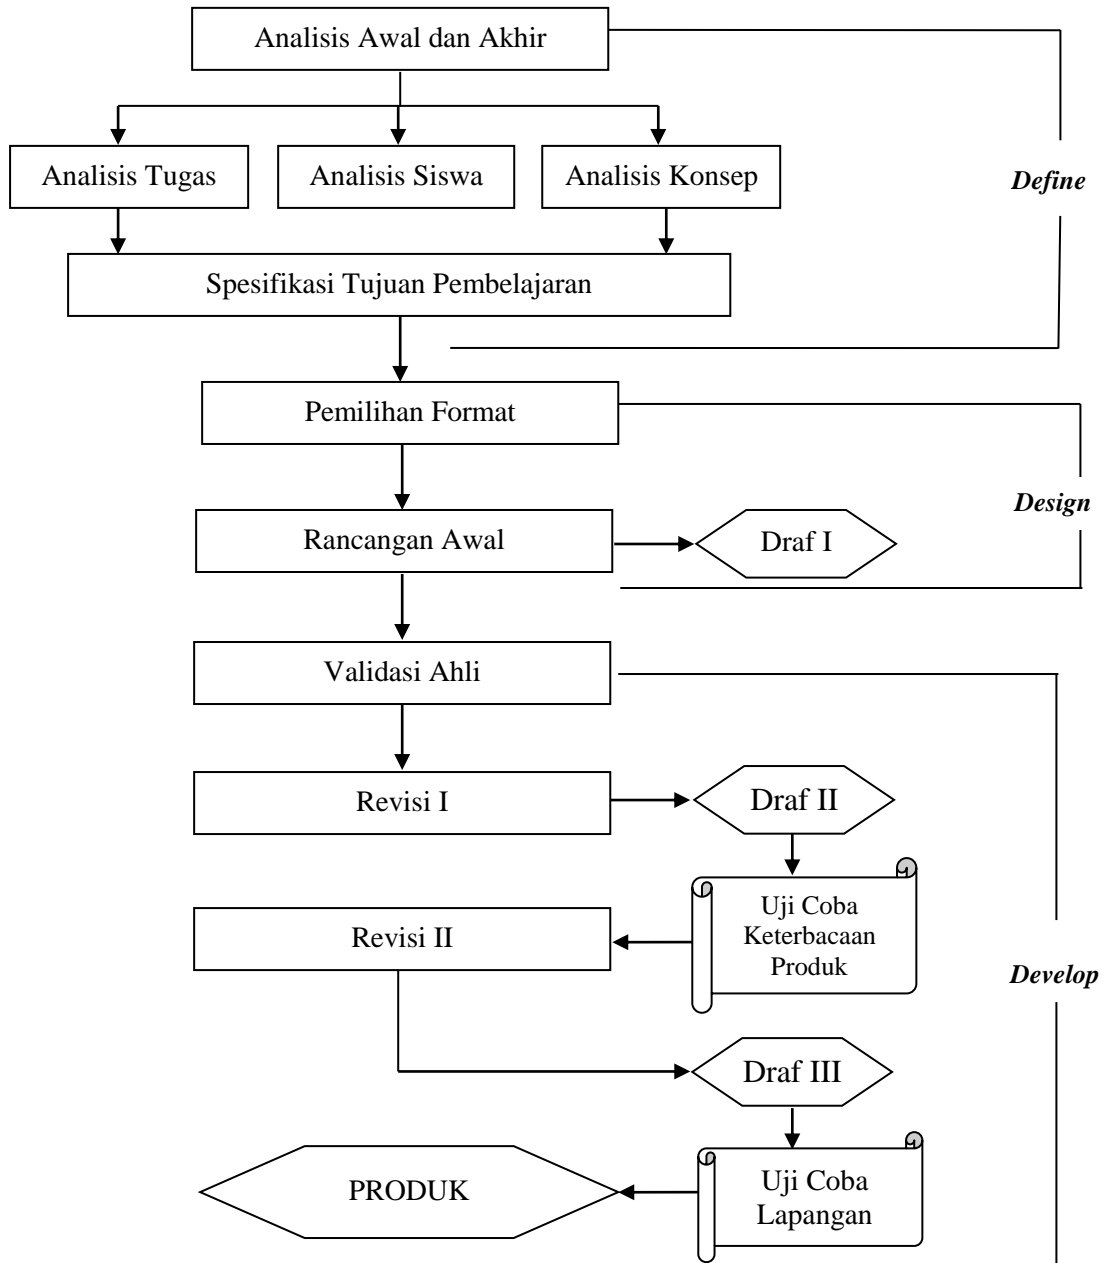 Analisis Awal dan Akhir
Analisis Tugas
Analisis Siswa
Analisis Konsep
Define
Spesifikasi Tujuan Pembelajaran
Pemilihan Format
Design
Rancangan Awal
Draf I
Validasi Ahli
Revisi I
Draf II
Uji Coba
Keterbacaan
Produk
Revisi II
Develop
Draf III
Uji Coba
Lapangan
PRODUK